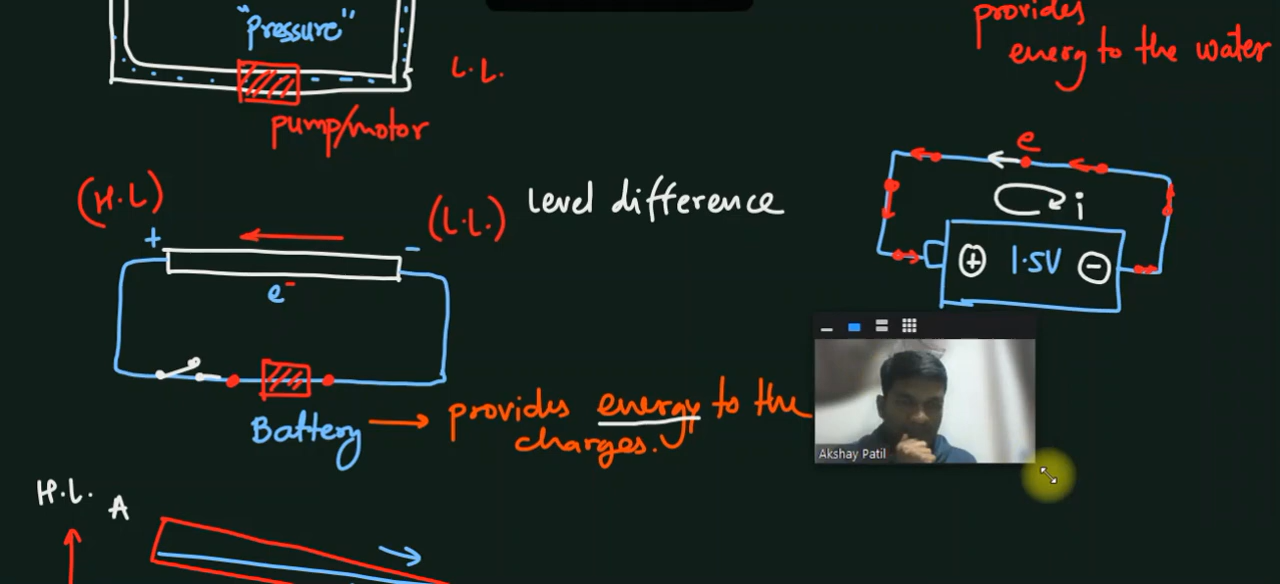 "Pressure"
L.L.
pump/motor
provides
energ to the water
(H.L)
(L.L.)
level difference
+
-
e-
e
i
+ 1.5V -
Battery → provides energy to the
charges.
Akshay Patil
H.L. A